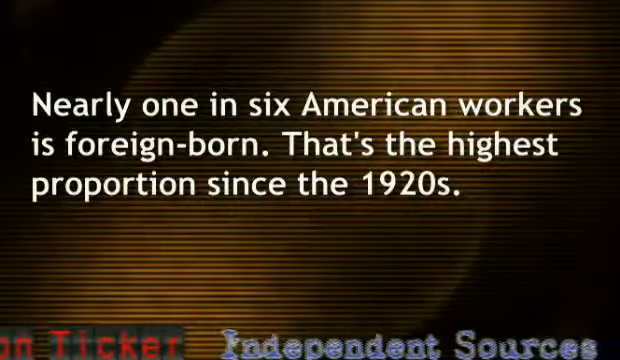 Nearly one in six American workers
is foreign-born. That's the highest
proportion since the 1920s.
on Ticker Independent Sources